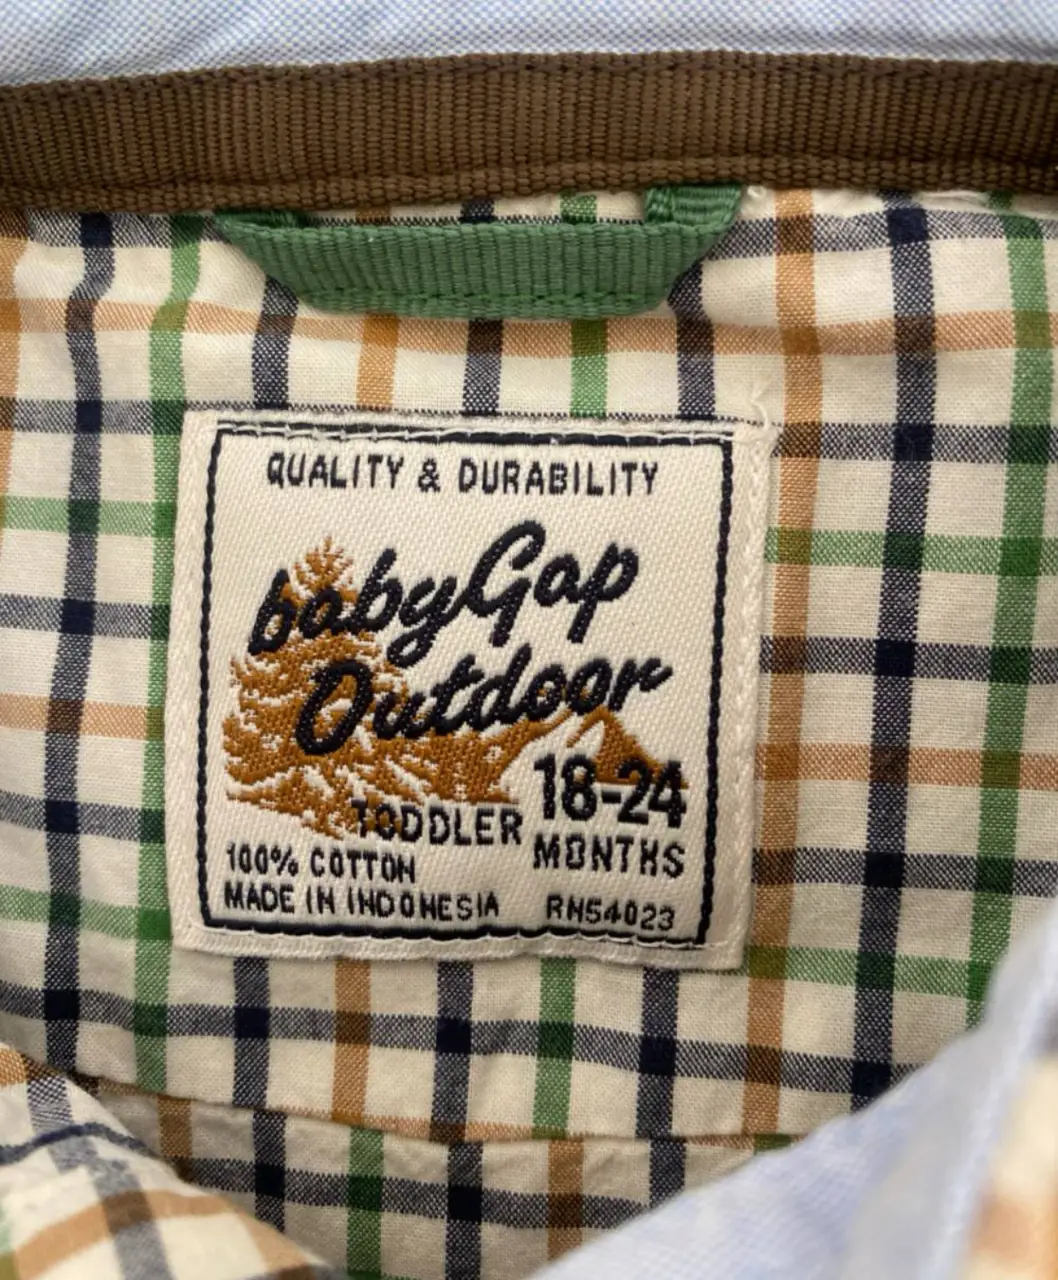 QUALITY & DURABILITY
babyGap
Outdoor
TODDLER
18-24
MONTHS
100% COTTON
MADE IN INDONESIA
RN54023